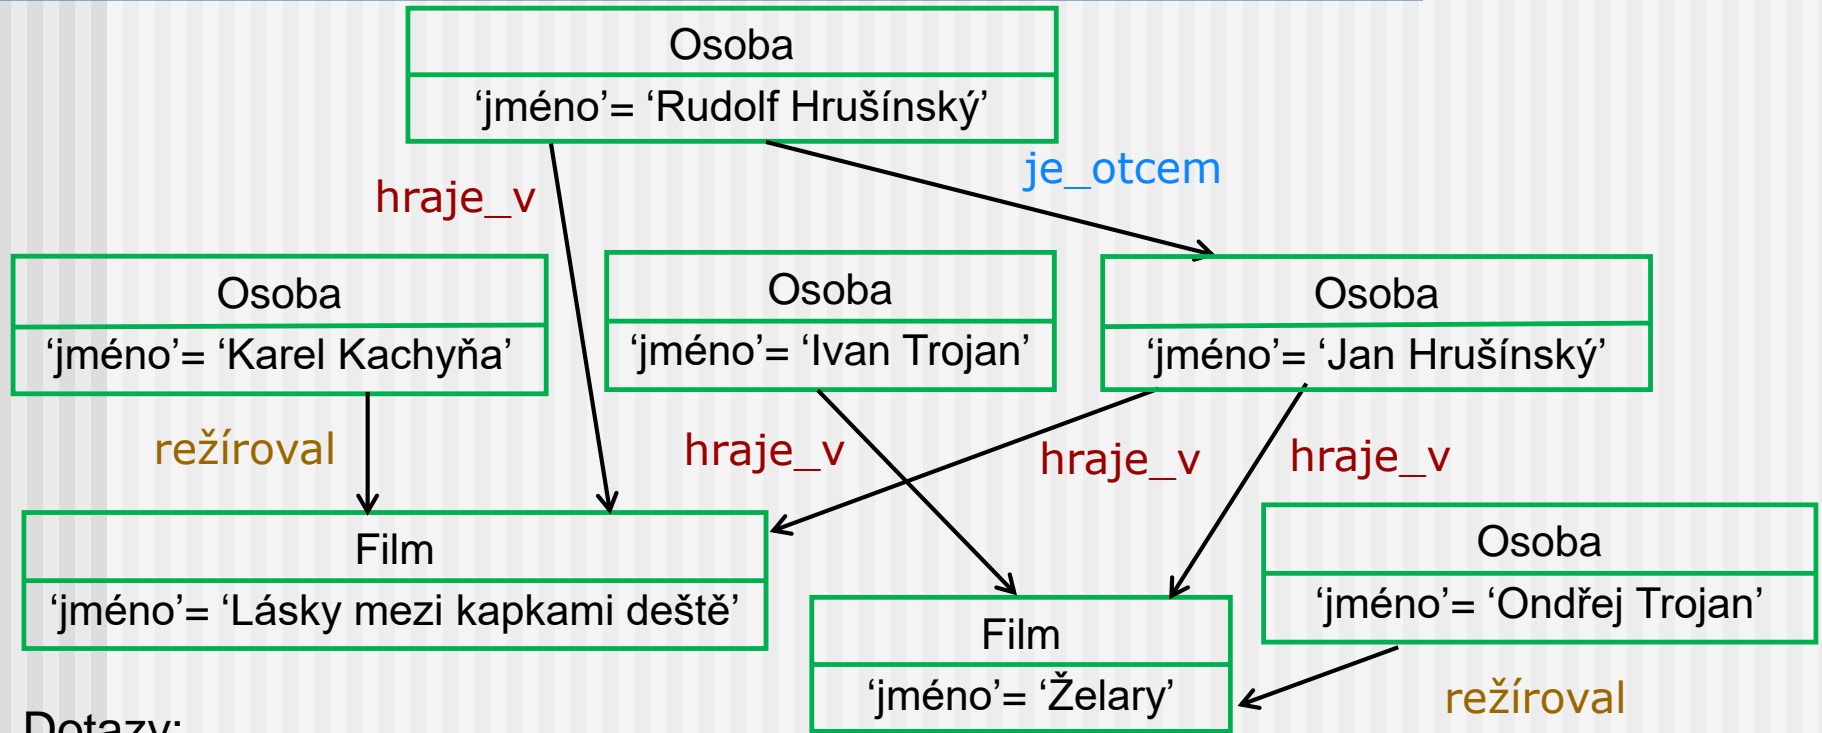 Osoba
‘jméno’= ‘Rudolf Hrušínský’
je_otcem
hraje_v
Osoba
‘jméno’= ‘Karel Kachyňa’
Osoba
‘jméno’= ‘Ivan Trojan’
Osoba
‘jméno’= ‘Jan Hrušínský’
režíroval
hraje_v
hraje_v
hraje_v
Film
‘jméno’= ‘Lásky mezi kapkami deště’
Osoba
‘jméno’= ‘Ondřej Trojan’
Film
‘jméno’= ‘Želary’
režíroval
Dotazy: